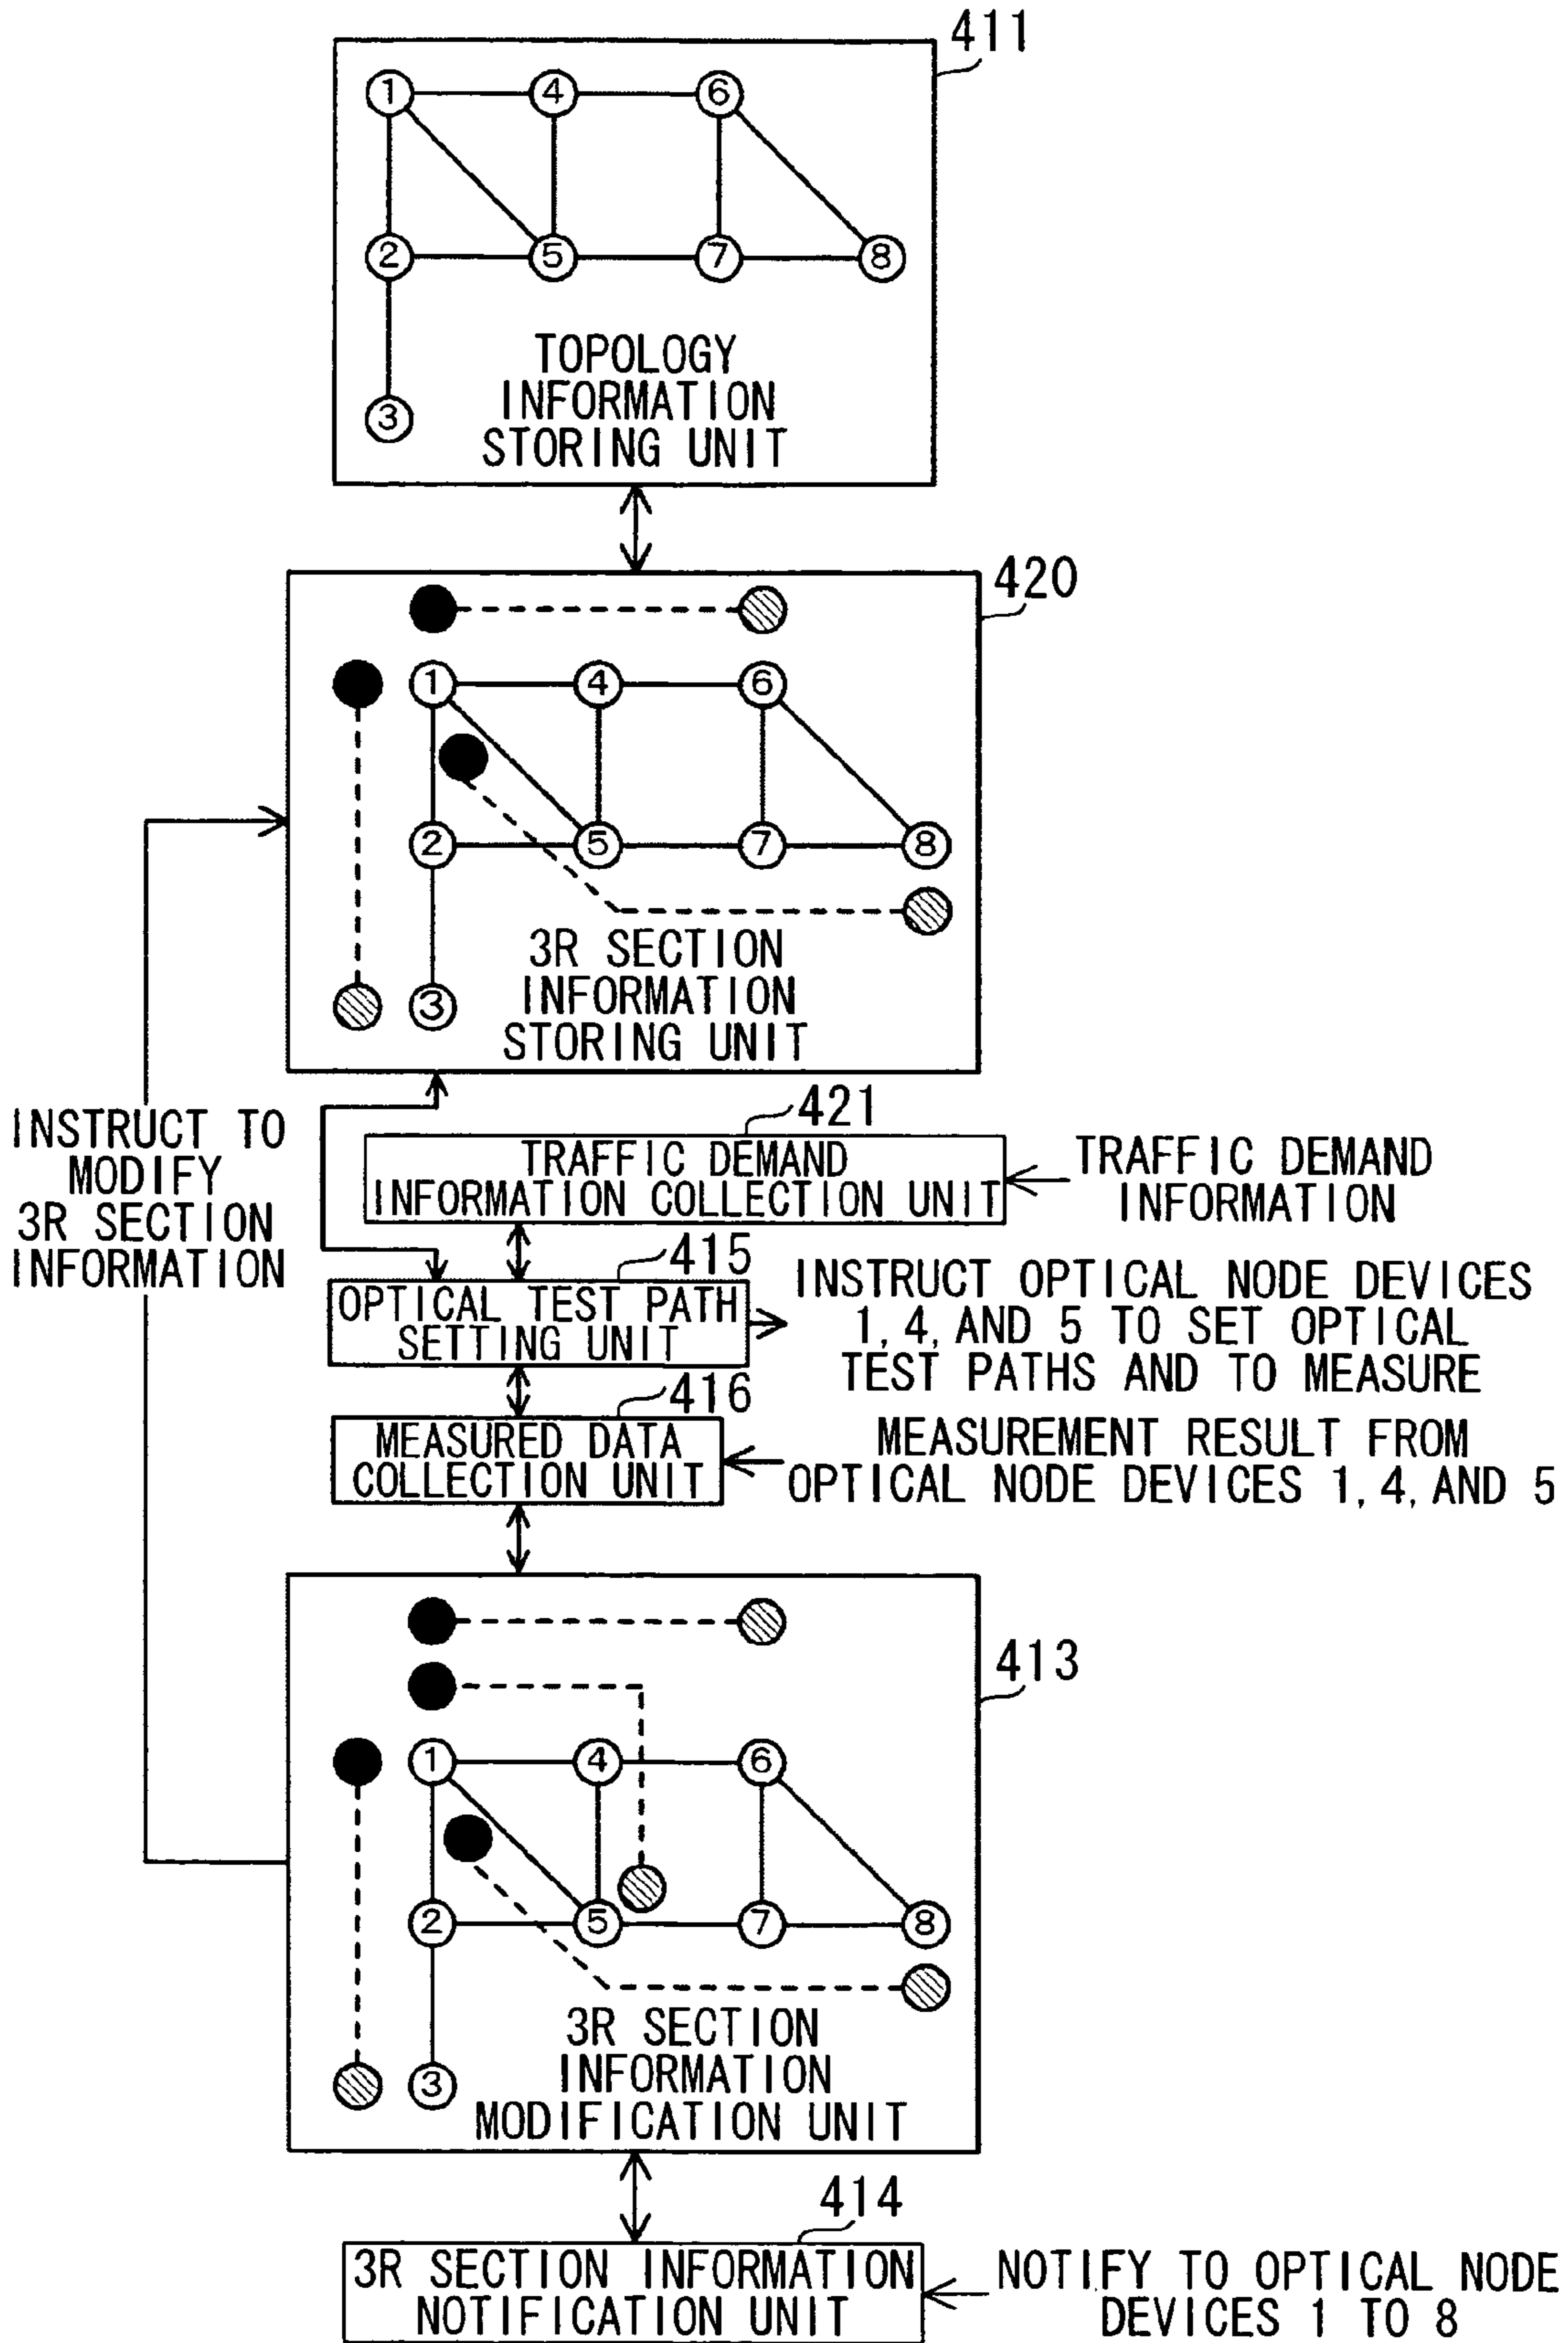 411
1 4 6
2 5 7 8
3
TOPOLOGY
INFORMATION
STORING UNIT
420
1 4 6
2 5 7 8
3
3R SECTION
INFORMATION
STORING UNIT
INSTRUCT TO
MODIFY
3R SECTION
INFORMATION
421
TRAFFIC DEMAND
INFORMATION COLLECTION UNIT
TRAFFIC DEMAND
INFORMATION
415
OPTICAL TEST PATH
SETTING UNIT
INSTRUCT OPTICAL NODE DEVICES
1, 4, AND 5 TO SET OPTICAL
TEST PATHS AND TO MEASURE
416
MEASURED DATA
COLLECTION UNIT
MEASUREMENT RESULT FROM
OPTICAL NODE DEVICES 1, 4, AND 5
413
1 4 6
2 5 7 8
3
3R SECTION
INFORMATION
MODIFICATION UNIT
414
3R SECTION INFORMATION
NOTIFICATION UNIT
NOTIFY TO OPTICAL NODE
DEVICES 1 TO 8